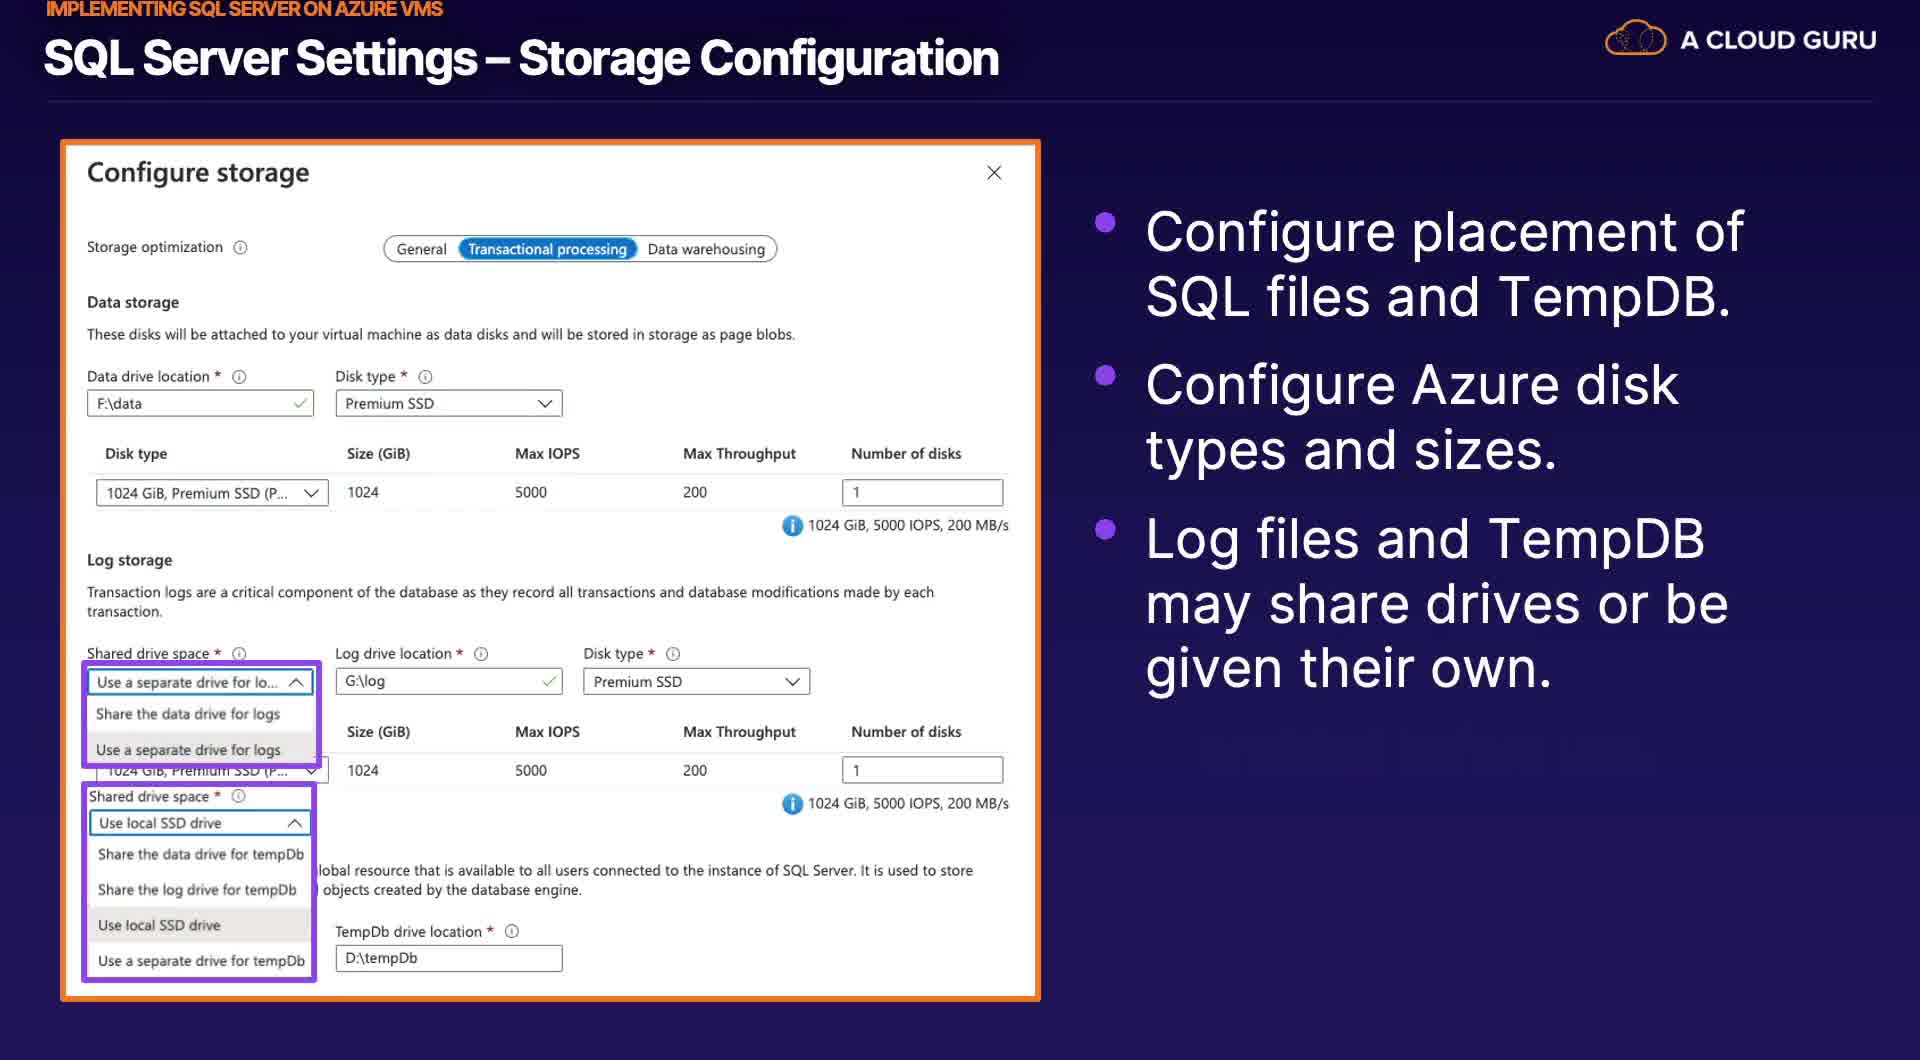 IMPLEMENTING SQL SERVER ON AZURE VMS
SQL Server Settings – Storage Configuration
A CLOUD GURU
Configure storage
Storage optimization
General
Transactional processing
Data warehousing
Data storage
These disks will be attached to your virtual machine as data disks and will be stored in storage as page blobs.
Data drive location *
Disk type *
F:\data
Premium SSD
Disk type
Size (GiB)
Max IOPS
Max Throughput
Number of disks
1024 GiB, Premium SSD (P...
1024
5000
200
1
1024 GiB, 5000 IOPS, 200 MB/s
Log storage
Transaction logs are a critical component of the database as they record all transactions and database modifications made by each
transaction.
Shared drive space *
Log drive location *
Disk type *
Use a separate drive for lo...
G:\log
Premium SSD
Share the data drive for logs
Use a separate drive for logs
Size (GiB)
Max IOPS
Max Throughput
Number of disks
1024 GiB, Premium SSD (P...
1024
5000
200
1
1024 GiB, 5000 IOPS, 200 MB/s
Shared drive space *
Use local SSD drive
Share the data drive for tempDb
Share the log drive for tempDb
Use local SSD drive
Use a separate drive for tempDb
lobal resource that is available to all users connected to the instance of SQL Server. It is used to store
objects created by the database engine.
TempDb drive location *
D:\tempDb
Configure placement of
SQL files and TempDB.
Configure Azure disk
types and sizes.
Log files and TempDB
may share drives or be
given their own.